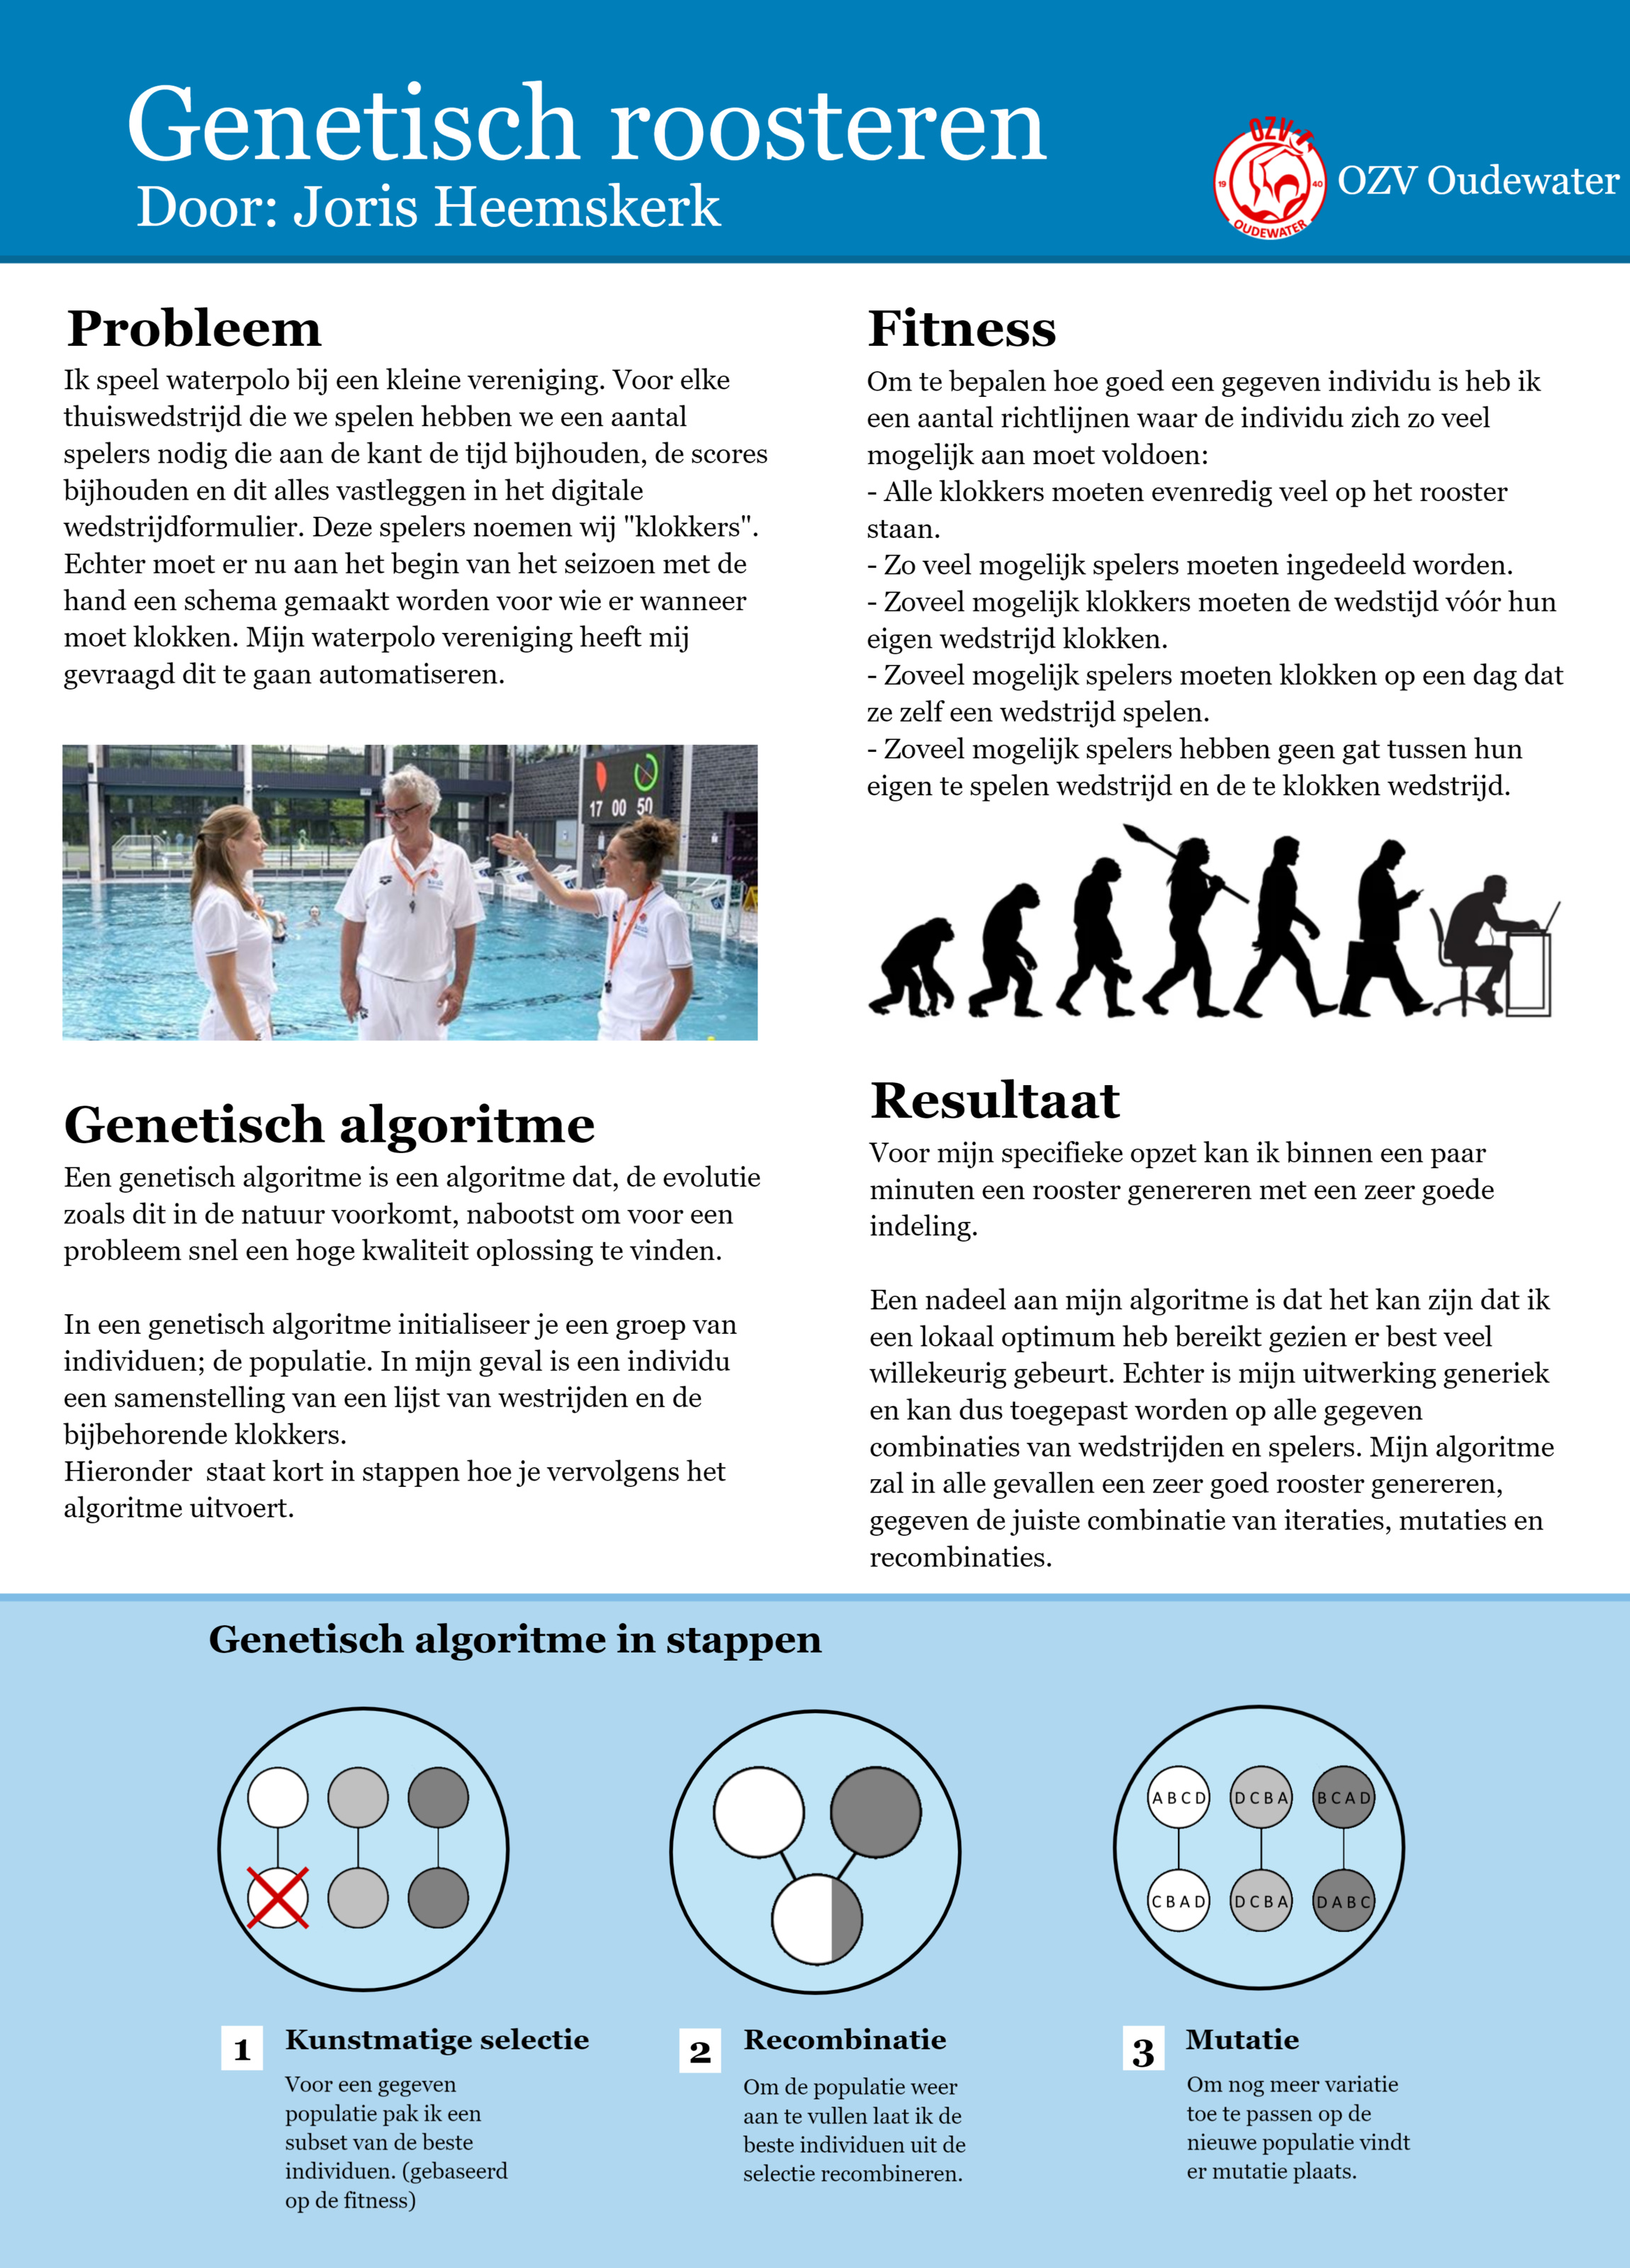 Genetisch roosteren
Door: Joris Heemskerk
OZV
19 40
OUDEWATER
OZV Oudewater
Probleem
Ik speel waterpolo bij een kleine vereniging. Voor elke
thuiswedstrijd die we spelen hebben we een aantal
spelers nodig die aan de kant de tijd bijhouden, de scores
bijhouden en dit alles vastleggen in het digitale
wedstrijdformulier. Deze spelers noemen wij "klokkers".
Echter moet er nu aan het begin van het seizoen met de
hand een schema gemaakt worden voor wie er wanneer
moet klokken. Mijn waterpolo vereniging heeft mij
gevraagd dit te gaan automatiseren.
17 00 50
Genetisch algoritme
Een genetisch algoritme is een algoritme dat, de evolutie
zoals dit in de natuur voorkomt, nabootst om voor een
probleem snel een hoge kwaliteit oplossing te vinden.
In een genetisch algoritme initialiseer je een groep van
individuen; de populatie. In mijn geval is een individu
een samenstelling van een lijst van westrijden en de
bijbehorende klokkers.
Hieronder  staat kort in stappen hoe je vervolgens het
algoritme uitvoert.
Fitness
Om te bepalen hoe goed een gegeven individu is heb ik
een aantal richtlijnen waar de individu zich zo veel
mogelijk aan moet voldoen:
- Alle klokkers moeten evenredig veel op het rooster
staan.
- Zo veel mogelijk spelers moeten ingedeeld worden.
- Zoveel mogelijk klokkers moeten de wedstijd vóór hun
eigen wedstrijd klokken.
- Zoveel mogelijk spelers moeten klokken op een dag dat
ze zelf een wedstrijd spelen.
- Zoveel mogelijk spelers hebben geen gat tussen hun
eigen te spelen wedstrijd en de te klokken wedstrijd.
Resultaat
Voor mijn specifieke opzet kan ik binnen een paar
minuten een rooster genereren met een zeer goede
indeling.
Een nadeel aan mijn algoritme is dat het kan zijn dat ik
een lokaal optimum heb bereikt gezien er best veel
willekeurig gebeurt. Echter is mijn uitwerking generiek
en kan dus toegepast worden op alle gegeven
combinaties van wedstrijden en spelers. Mijn algoritme
zal in alle gevallen een zeer goed rooster genereren,
gegeven de juiste combinatie van iteraties, mutaties en
recombinaties.
Genetisch algoritme in stappen
A B C D D C B A B C A D
C B A D D C B A D A B C
1 Kunstmatige selectie
Voor een gegeven
populatie pak ik een
subset van de beste
individuen. (gebaseerd
op de fitness)
2 Recombinatie
Om de populatie weer
aan te vullen laat ik de
beste individuen uit de
selectie recombineren.
3 Mutatie
Om nog meer variatie
toe te passen op de
nieuwe populatie vindt
er mutatie plaats.